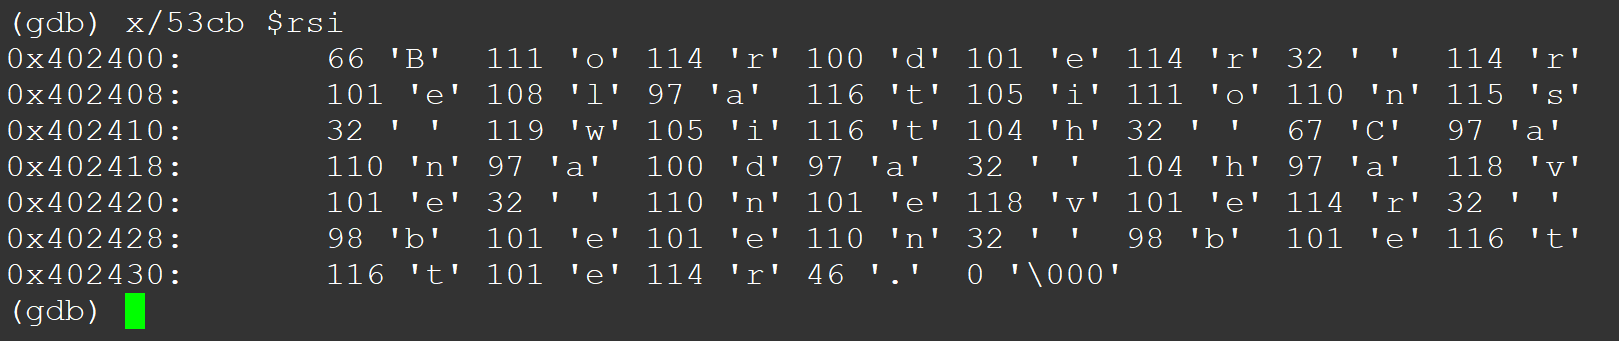 (gdb) x/53cb $rsi
0x402400: 66 'B' 111 'o' 114 'r' 100 'd' 101 'e' 114 'r' 32 ' ' 114 'r'
0x402408: 101 'e' 108 'l' 97 'a' 116 't' 105 'i' 111 'o' 110 'n' 115 's'
0x402410: 32 ' ' 119 'w' 105 'i' 116 't' 104 'h' 32 ' ' 67 'C' 97 'a'
0x402418: 110 'n' 97 'a' 100 'd' 97 'a' 32 ' ' 104 'h' 97 'a' 118 'v'
0x402420: 101 'e' 32 ' ' 110 'n' 101 'e' 118 'v' 101 'e' 114 'r' 32 ' '
0x402428: 98 'b' 101 'e' 101 'e' 110 'n' 32 ' ' 98 'b' 101 'e' 116 't'
0x402430: 116 't' 101 'e' 114 'r' 46 '.' 0 '\000'
(gdb)